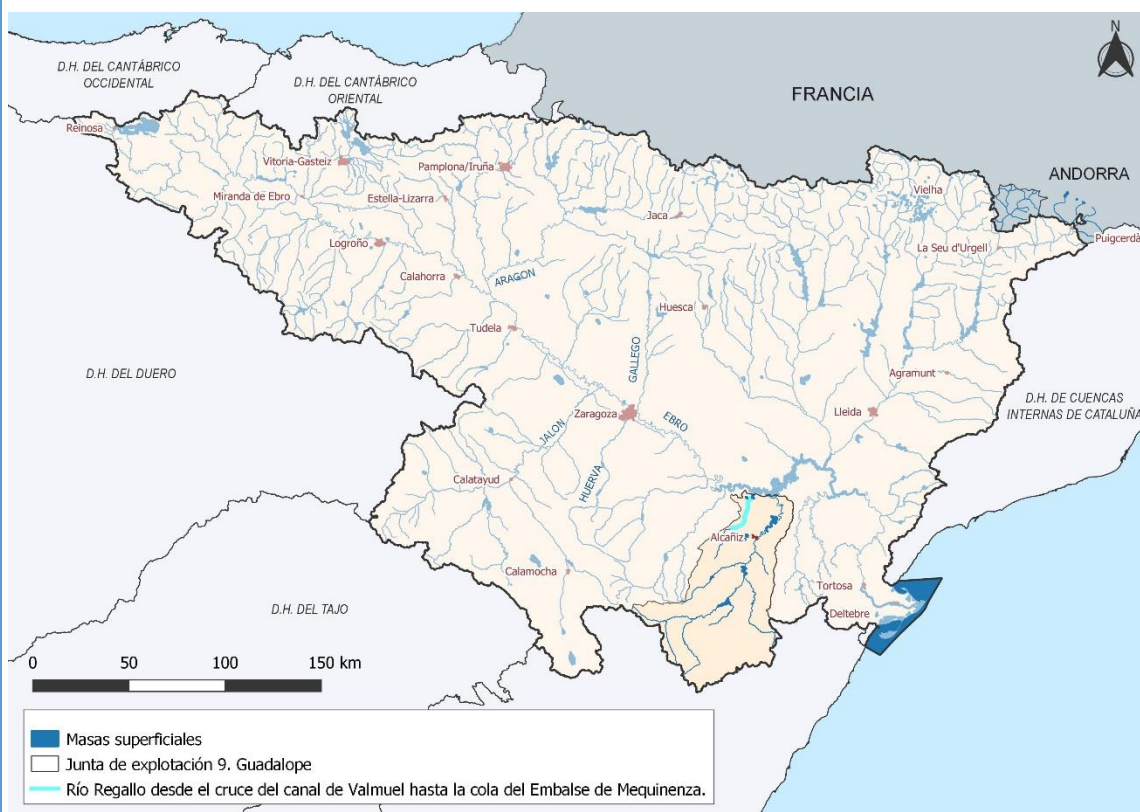 N
D.H. DEL CANTÁBRICO
OCCIDENTAL
D.H. DEL CANTÁBRICO
ORIENTAL
FRANCIA
Reinosa
Vitoria-Gasteiz
Pamplona/Iruña
ANDORRA
Miranda de Ebro
Estella-Lizarra
Vielha
Jaca
Puigcerdà
Logroño
La Seu d'Urgell
Calahorra
ARAGON
Huesca
Tudela
GALLEGO
D.H. DEL DUERO
Agramunt
D.H. DE CUENCAS
INTERNAS DE CATALUÑA
Zaragoza
EBRO
Lleida
JALON
HUERVA
Calatayud
Alcañiz
Calamocha
Tortosa
Deltebre
D.H. DEL TAJO
0 50 100 150 km
Masas superficiales
Junta de explotación 9. Guadalope
Río Regallo desde el cruce del canal de Valmuel hasta la cola del Embalse de Mequinenza.